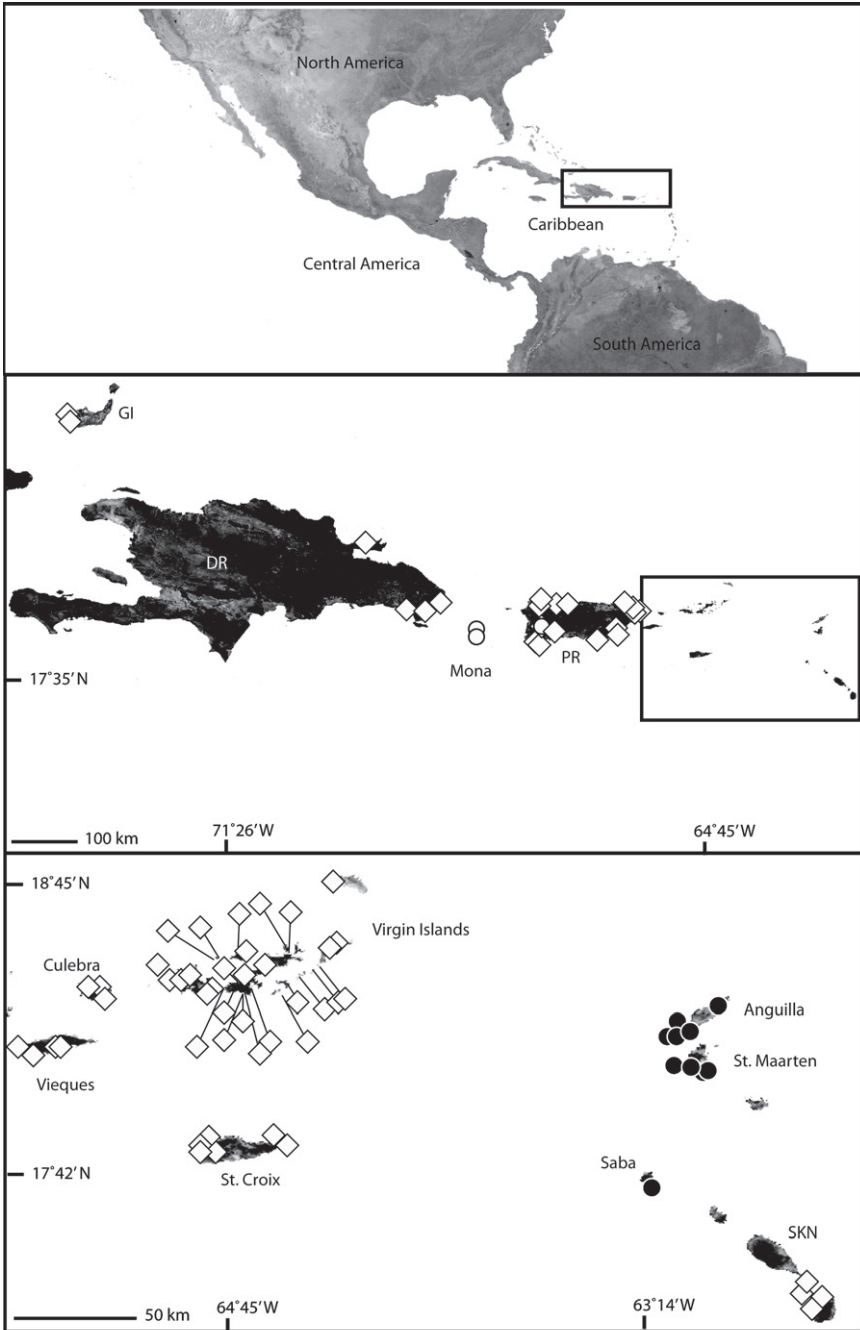 North America
Caribbean
Central America
South America
GI
DR
Mona
PR
17˚35′ N
100 km
71˚26′W
64˚45′W
18˚45′N
Virgin Islands
Culebra
Anguilla
St. Maarten
Vieques
17˚42′ N
St. Croix
Saba
SKN
50 km
64˚45′W
63˚14′W